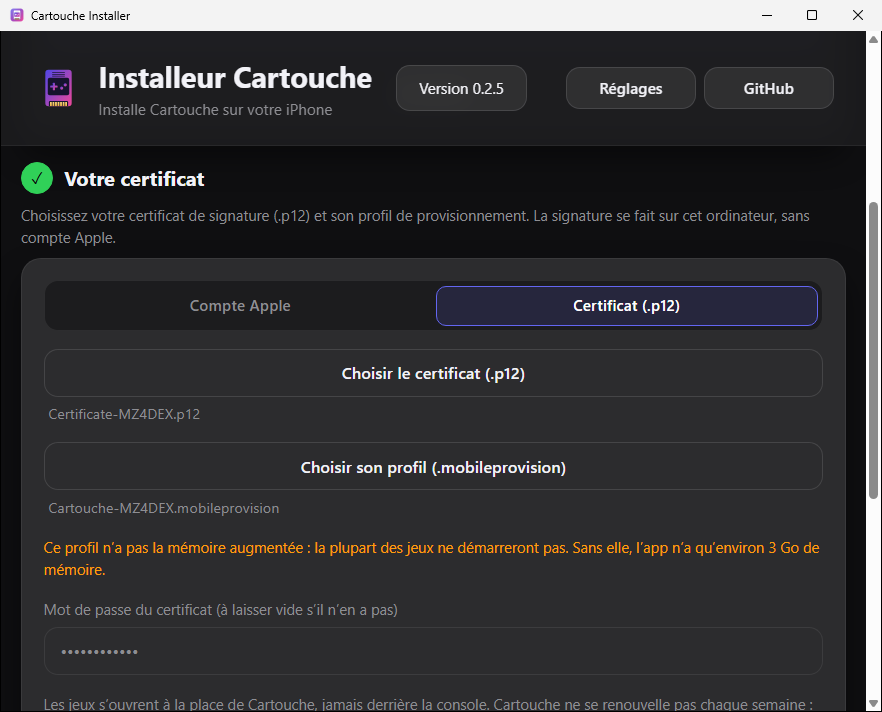 Cartouche Installer
Installeur Cartouche
Installe Cartouche sur votre iPhone
Version 0.2.5
Réglages
GitHub
Votre certificat
Choisissez votre certificat de signature (.p12) et son profil de provisionnement. La signature se fait sur cet ordinateur, sans
compte Apple.
Compte Apple
Certificat (.p12)
Choisir le certificat (.p12)
Certificate-MZ4DEX.p12
Choisir son profil (.mobileprovision)
Cartouche-MZ4DEX.mobileprovision
Ce profil n’a pas la mémoire augmentée : la plupart des jeux ne démarreront pas. Sans elle, l’app n’a qu’environ 3 Go de
mémoire.
Mot de passe du certificat (à laisser vide s’il n’en a pas)
••••••••••••
Les jeux s’ouvrent à la place de Cartouche, jamais derrière la console. Cartouche ne se renouvelle pas chaque semaine :